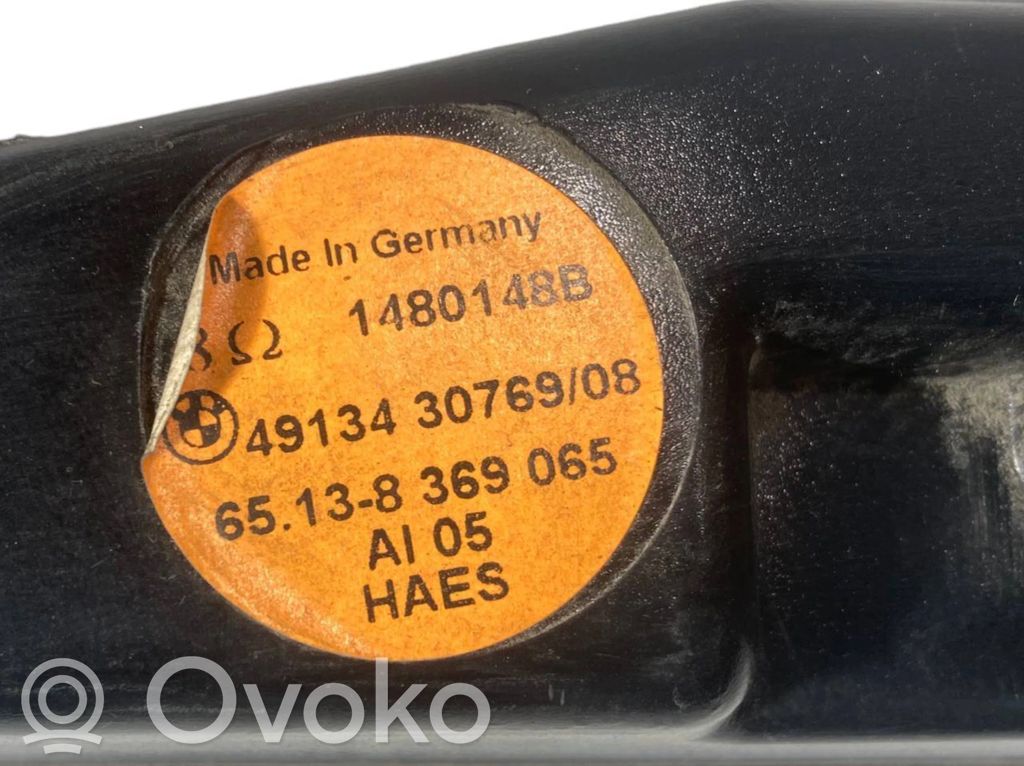 Made In Germany
1480148B
8 Ω
49134 30769/08
65.13-8 369 065
AI 05
HAES
Ovoko